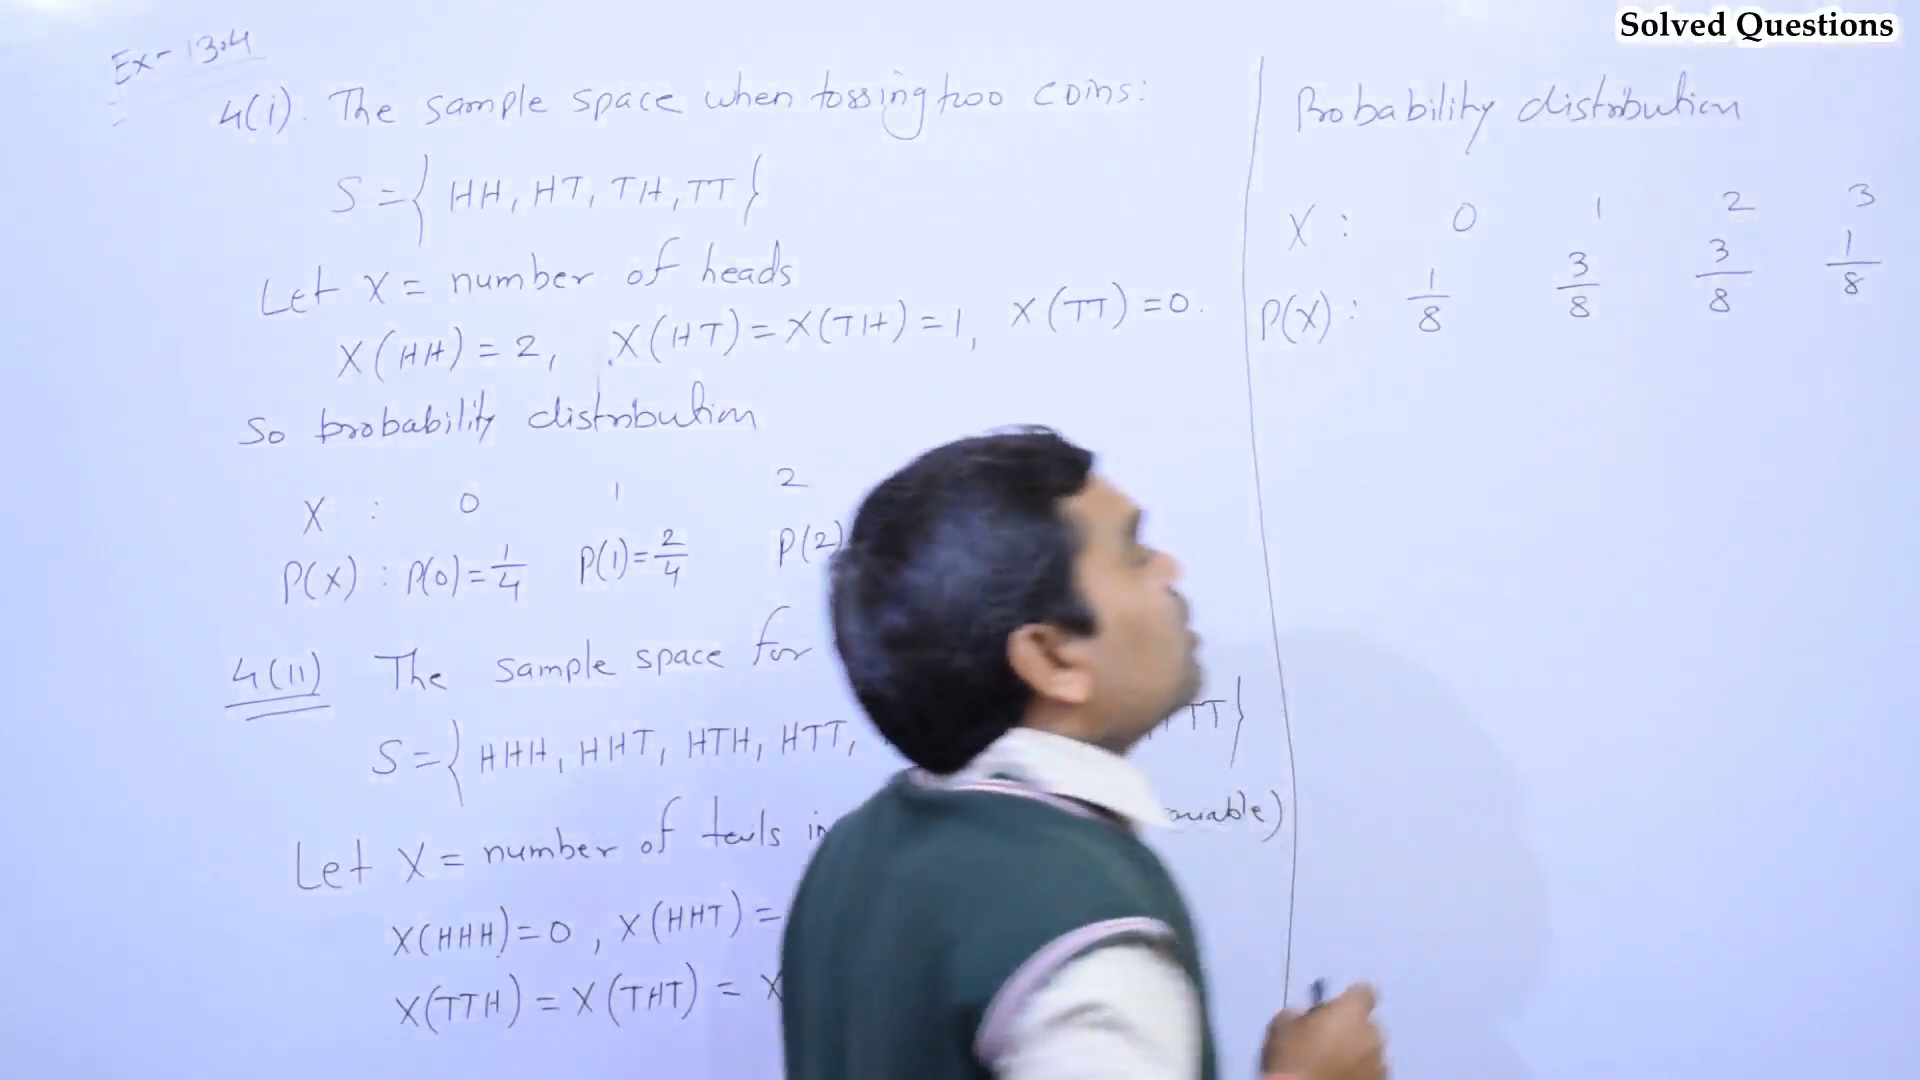 Solved Questions
Ex- 13.4
4(i). The sample space when tossing two coins:
S = { HH, HT, TH, TT }
Let X = number of heads
X(HH) = 2, X(HT) = X(TH) = 1, X(TT) = 0.
So probability distribution
X : 0 1 2
P(X) : P(0) = 1/4 P(1) = 2/4 P(2)
4(ii) The sample space for
S = { HHH, HHT, HTH, HTT, TT }
Let X = number of tails in
X(HHH) = 0, X(HHT) =
X(TTH) = X(THT) = X
Probability distribution
X : 0 1 2 3
P(X) : 1/8 3/8 3/8 1/8